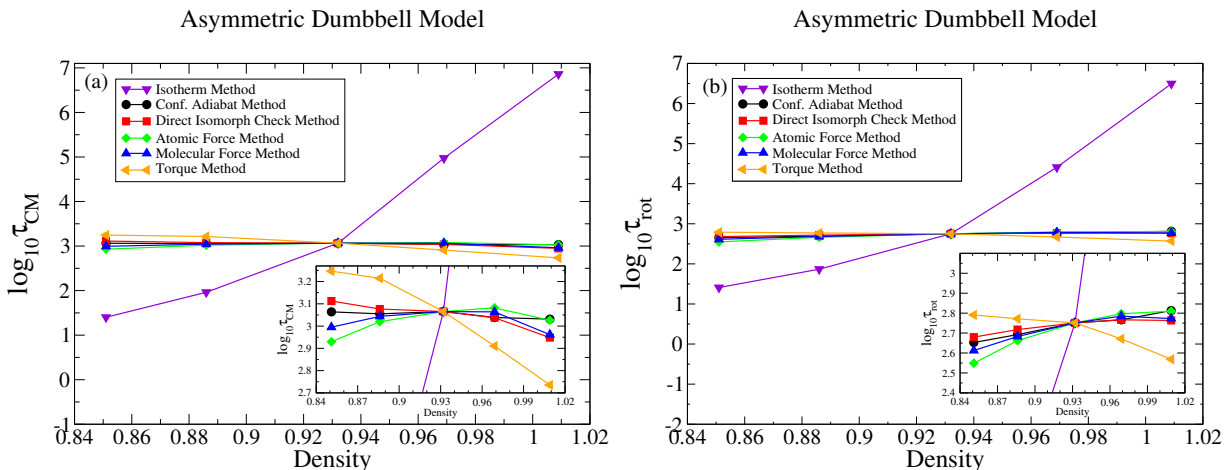 Asymmetric Dumbbell Model
(a)
Isotherm Method
Conf. Adiabat Method
Direct Isomorph Check Method
Atomic Force Method
Molecular Force Method
Torque Method
log10 τCM
7
6
5
4
3
2
1
0
-1
0.84
0.86
0.88
0.9
0.92
0.94
0.96
0.98
1
1.02
Density
log10 τCM
3.2
3.1
3
2.9
2.8
2.7
0.84
0.87
0.9
0.93
0.96
0.99
1.02
Density
Asymmetric Dumbbell Model
(b)
Isotherm Method
Conf. Adiabat Method
Direct Isomorph Check Method
Atomic Force Method
Molecular Force Method
Torque Method
log10 τrot
7
6
5
4
3
2
1
0
-1
-2
0.84
0.86
0.88
0.9
0.92
0.94
0.96
0.98
1
1.02
Density
log10 τrot
3
2.9
2.8
2.7
2.6
2.5
2.4
0.84
0.87
0.9
0.93
0.96
0.99
1.02
Density